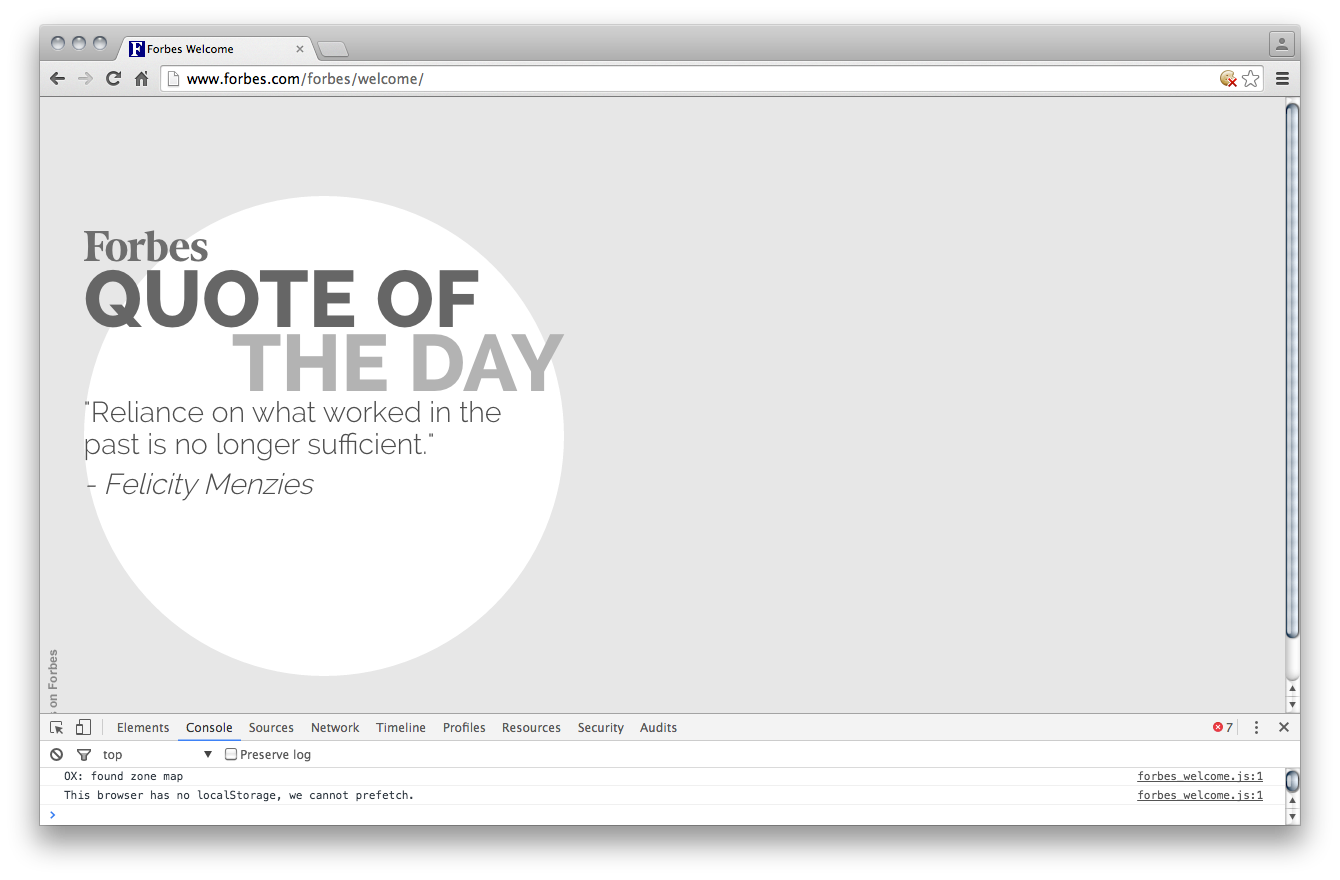 Forbes Welcome
www.forbes.com/forbes/welcome/
Forbes
QUOTE OF
THE DAY
"Reliance on what worked in the
past is no longer sufficient."
- Felicity Menzies
on Forbes
Elements Console Sources Network Timeline Profiles Resources Security Audits 7
top Preserve log
OX: found zone map forbes_welcome.js:1
This browser has no localStorage, we cannot prefetch. forbes_welcome.js:1